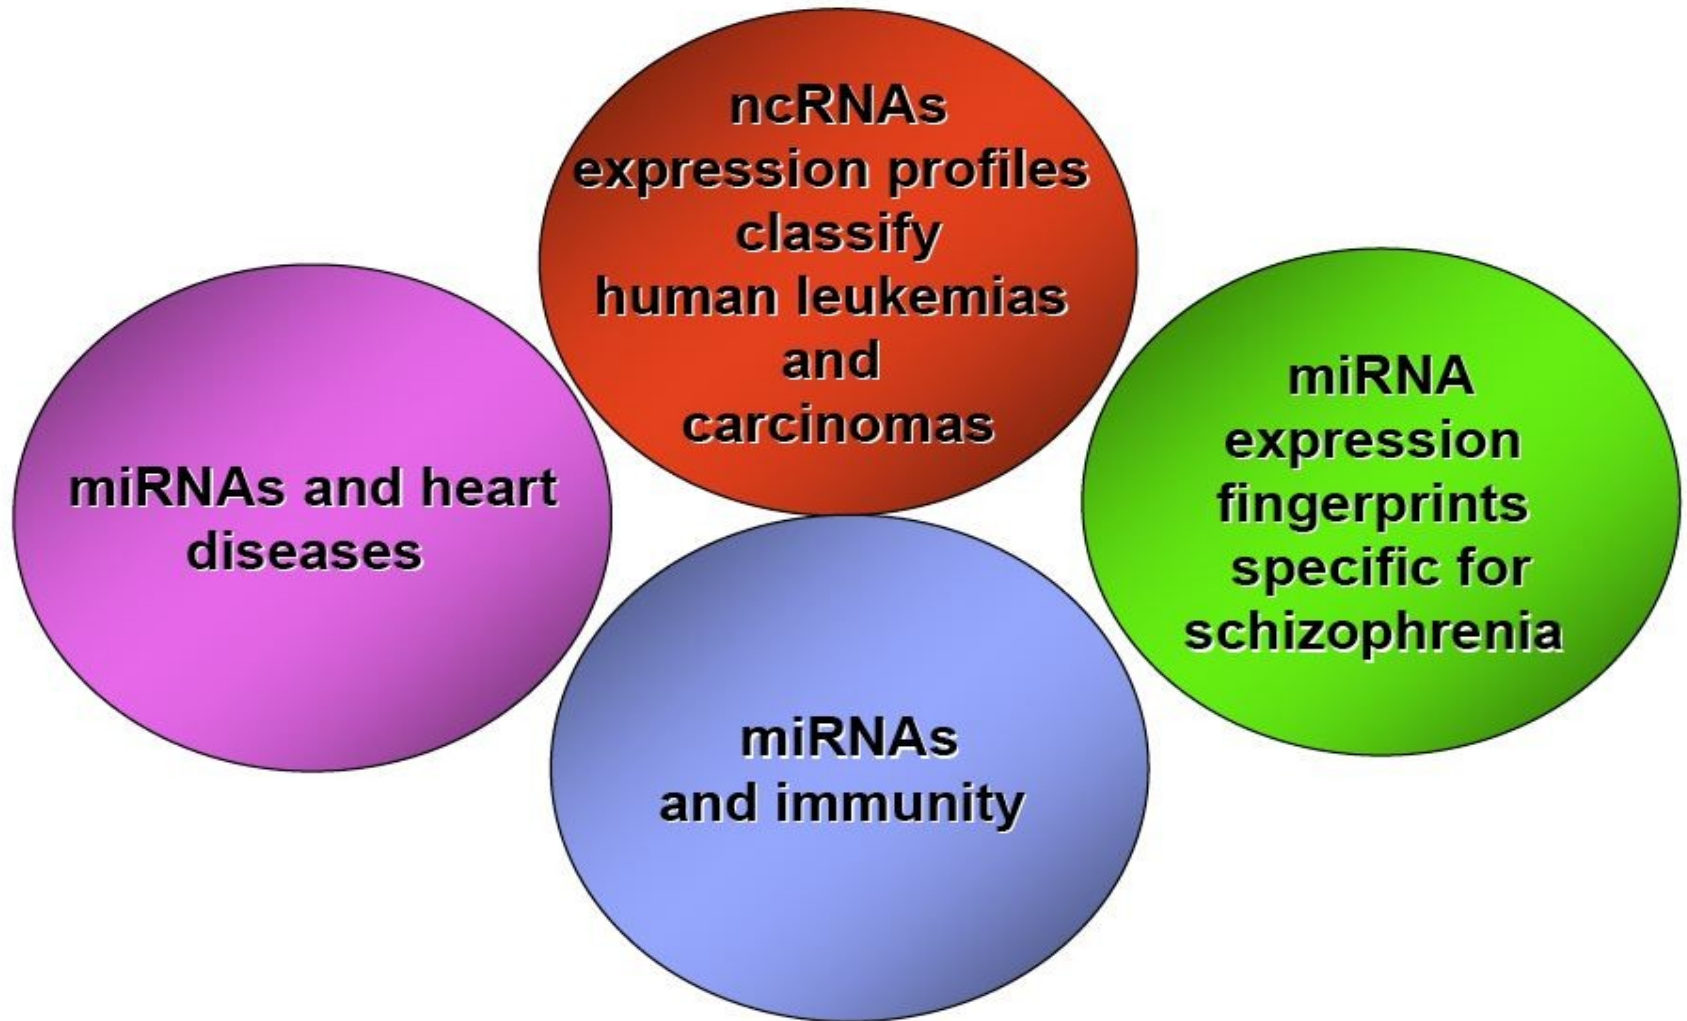 ncRNAs
expression profiles
classify
human leukemias
and
carcinomas
miRNAs and heart
diseases
miRNA
expression
fingerprints
specific for
schizophrenia
miRNAs
and immunity